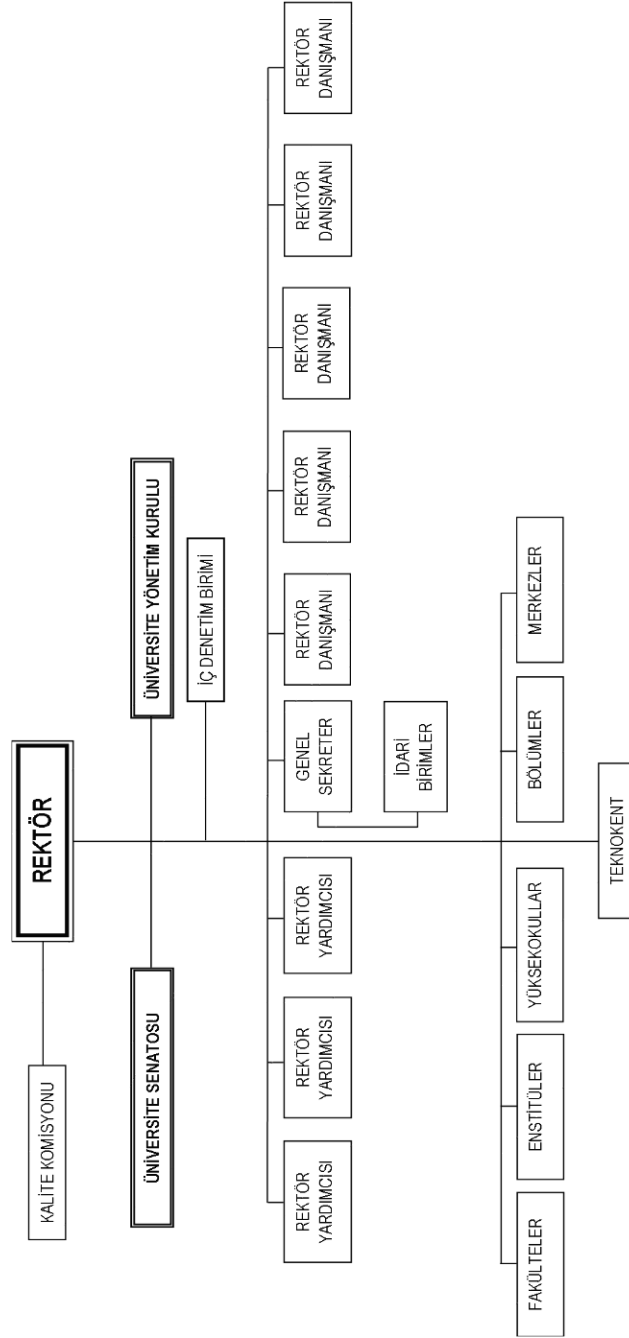 REKTÖR
KALİTE KOMİSYONU
ÜNİVERSİTE SENATOSU
ÜNİVERSİTE YÖNETİM KURULU
İÇ DENETİM BİRİMİ
REKTÖR
YARDIMCISI
REKTÖR
YARDIMCISI
REKTÖR
YARDIMCISI
GENEL
SEKRETER
REKTÖR
DANIŞMANI
REKTÖR
DANIŞMANI
REKTÖR
DANIŞMANI
REKTÖR
DANIŞMANI
REKTÖR
DANIŞMANI
İDARİ
BİRİMLER
FAKÜLTELER
ENSTİTÜLER
YÜKSEKOKULLAR
BÖLÜMLER
MERKEZLER
TEKNOKENT